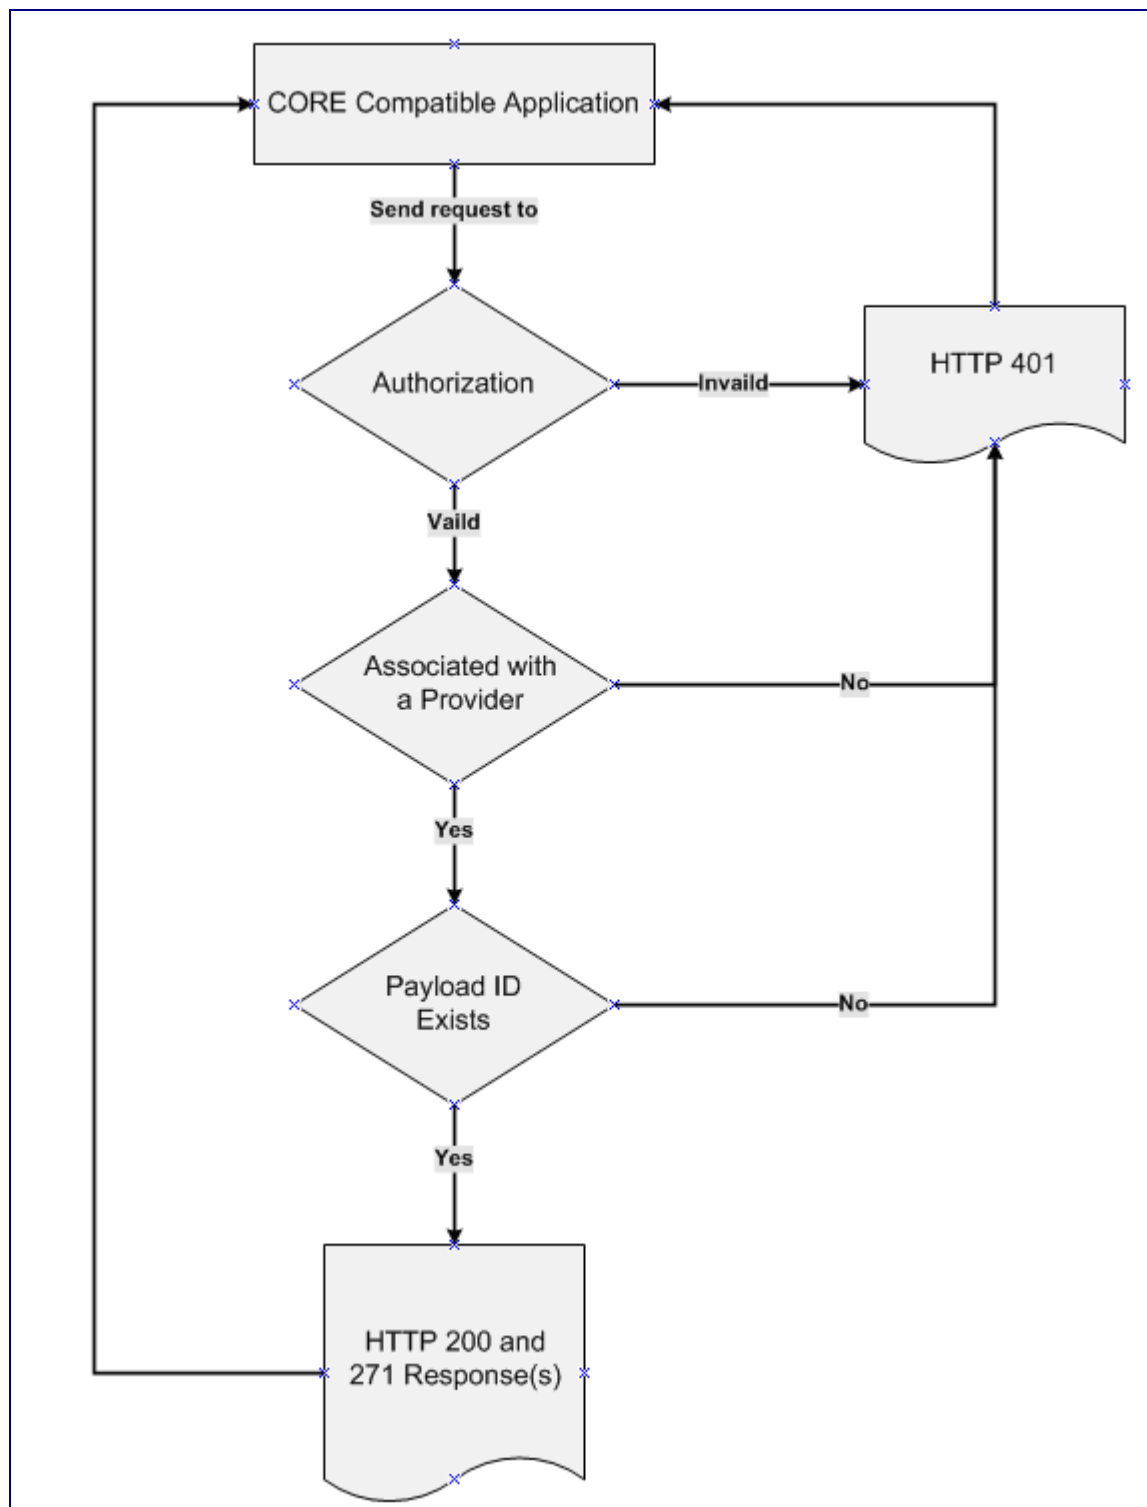 CORE Compatible Application
Send request to
Authorization
Invaild
HTTP 401
Vaild
Associated with
a Provider
No
Yes
Payload ID
Exists
No
Yes
HTTP 200 and
271 Response(s)